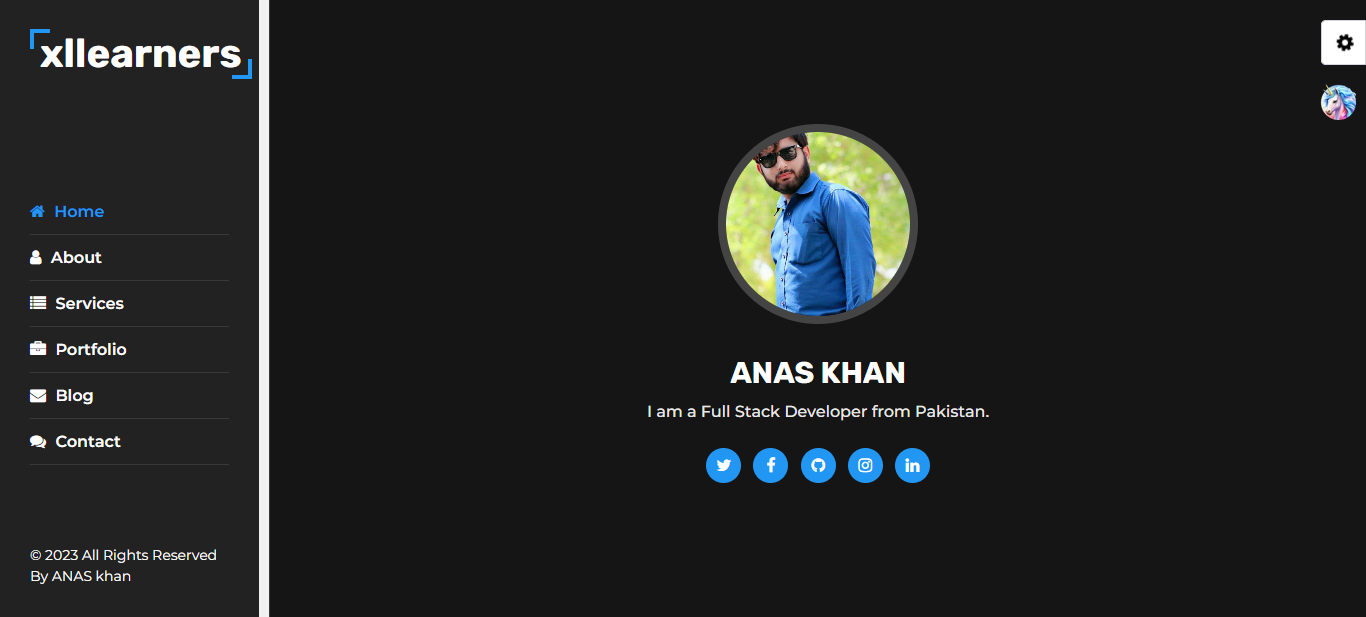 xllearners
Home
About
Services
Portfolio
Blog
Contact
© 2023 All Rights Reserved
By ANAS khan
ANAS KHAN
I am a Full Stack Developer from Pakistan.